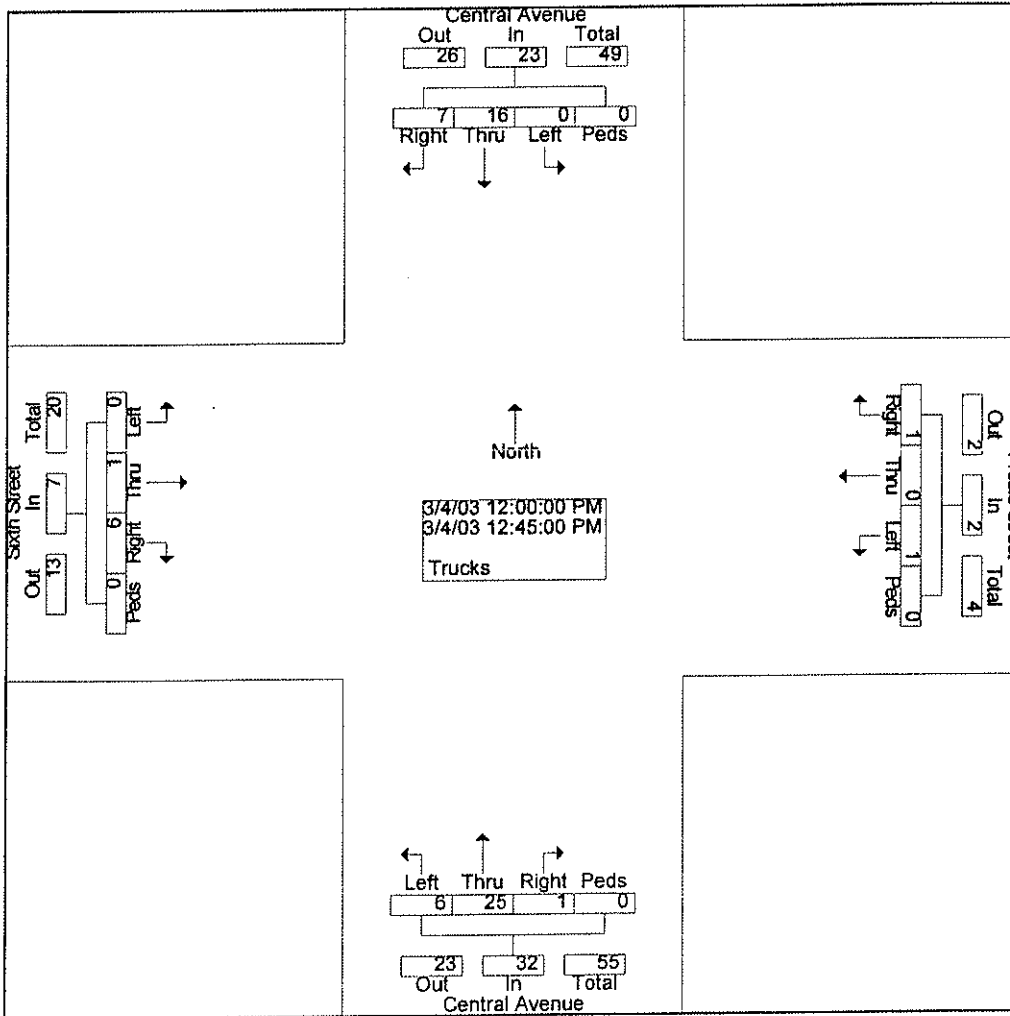 Central Avenue
Out In Total
26 23 49
7 16 0 0
Right Thru Left Peds
Sixth Street
Total In Out
20 7 13
0 1 6 0
Left Thru Right Peds
North
3/4/03 12:00:00 PM
3/4/03 12:45:00 PM
Trucks
Right Thru Left Peds
1 0 1 0
2 2 4
Out In Total
Left Thru Right Peds
6 25 1 0
23 32 55
Out In Total
Central Avenue